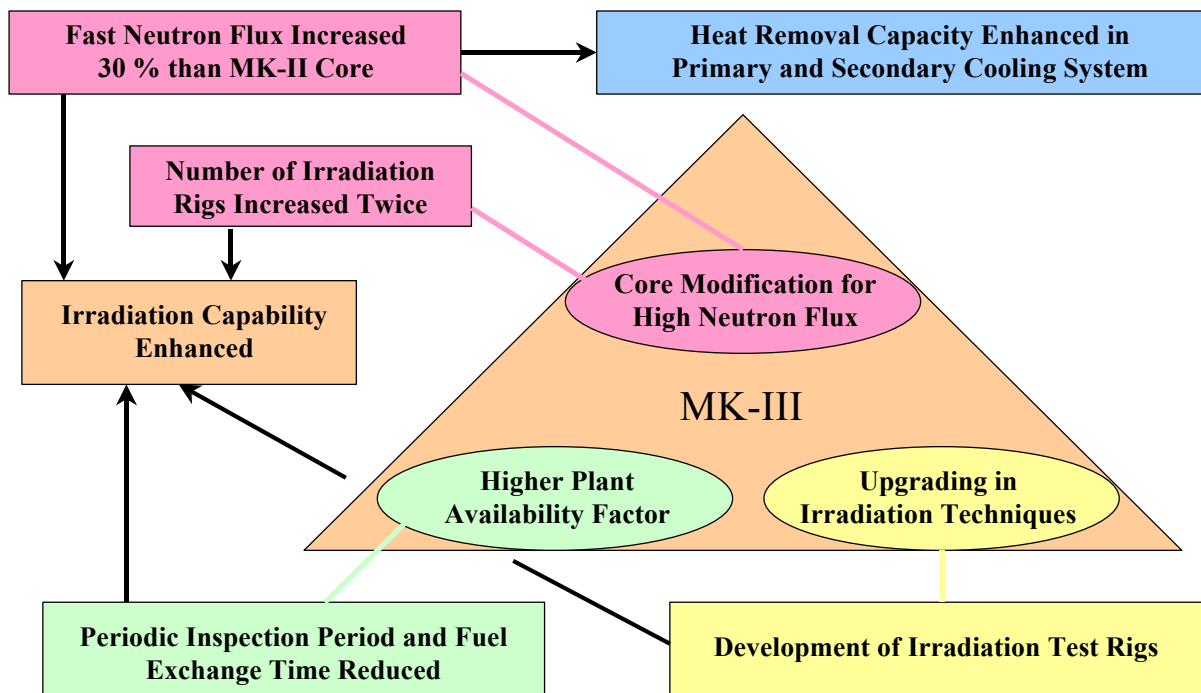 Fast Neutron Flux Increased
30 % than MK-II Core
Heat Removal Capacity Enhanced in
Primary and Secondary Cooling System
Number of Irradiation
Rigs Increased Twice
Core Modification for
High Neutron Flux
Irradiation Capability
Enhanced
MK-III
Higher Plant
Availability Factor
Upgrading in
Irradiation Techniques
Periodic Inspection Period and Fuel
Exchange Time Reduced
Development of Irradiation Test Rigs